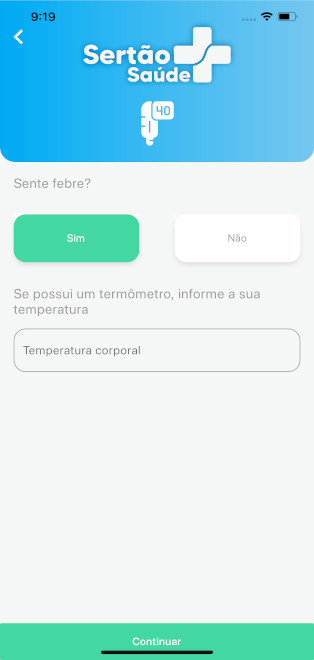 9:19
Sertão
Saúde
40
Sente febre?
Sim
Não
Se possui um termômetro, informe a sua
temperatura
Temperatura corporal
Continuar